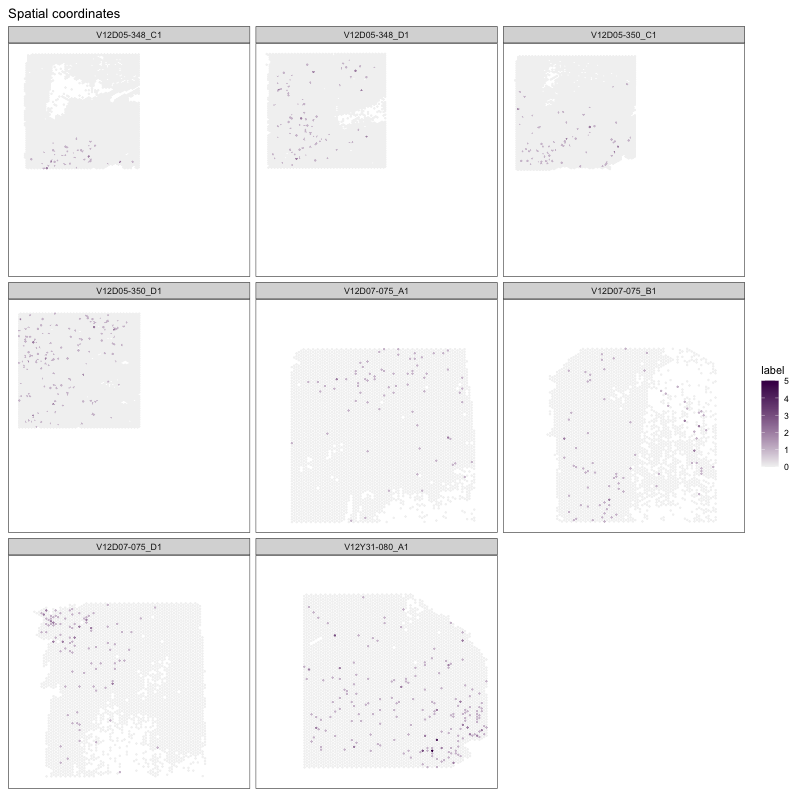 Spatial coordinates
V12D05-348_C1
V12D05-348_D1
V12D05-350_C1
V12D05-350_D1
V12D07-075_A1
V12D07-075_B1
label
5
4
3
2
1
0
V12D07-075_D1
V12Y31-080_A1